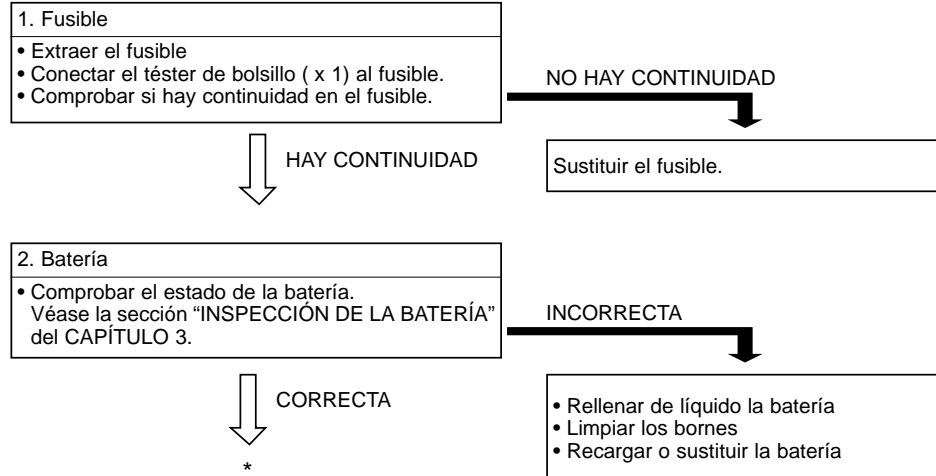 1. Fusible
• Extraer el fusible
• Conectar el téster de bolsillo ( x 1) al fusible.
• Comprobar si hay continuidad en el fusible.
NO HAY CONTINUIDAD
HAY CONTINUIDAD
Sustituir el fusible.
2. Batería
• Comprobar el estado de la batería.
Véase la sección “INSPECCIÓN DE LA BATERÍA”
del CAPÍTULO 3.
INCORRECTA
CORRECTA
• Rellenar de líquido la batería
• Limpiar los bornes
• Recargar o sustituir la batería
*